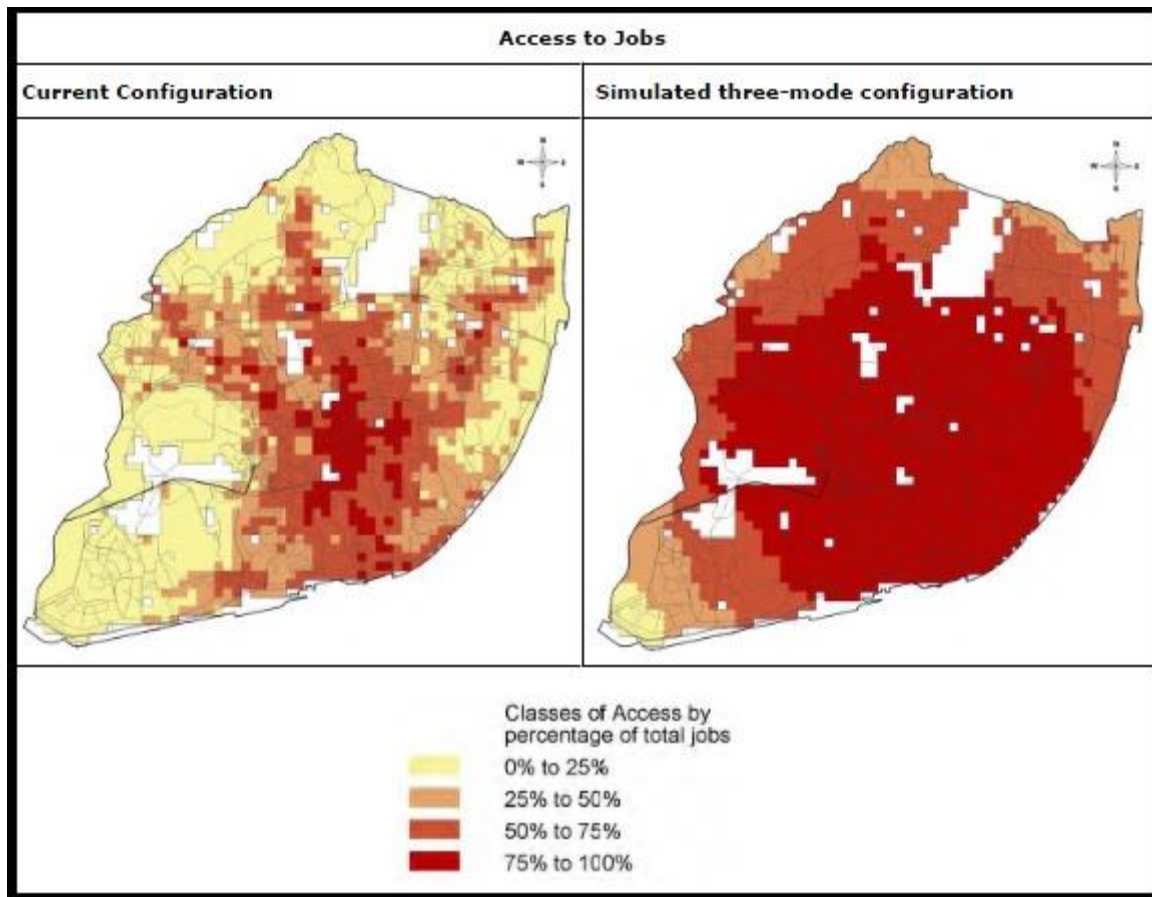 Access to Jobs
Current Configuration
Simulated three-mode configuration
N
W
E
S
N
W
E
S
Classes of Access by
percentage of total jobs
0% to 25%
25% to 50%
50% to 75%
75% to 100%